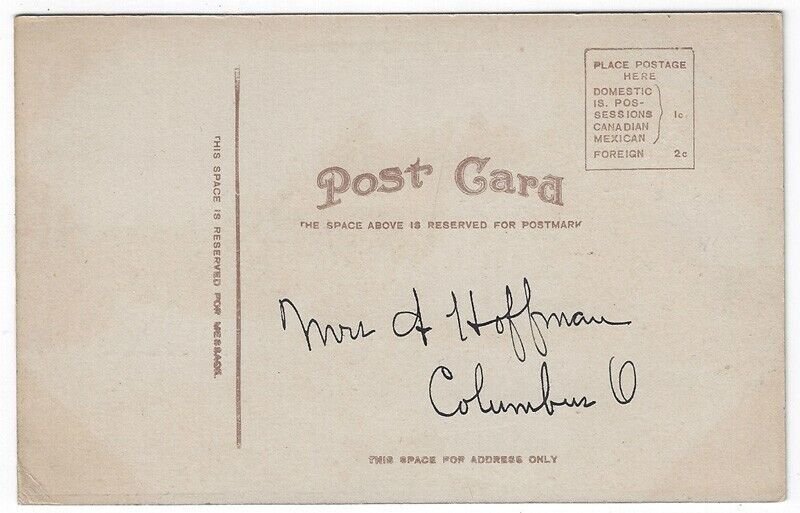 PLACE POSTAGE
HERE
DOMESTIC
IS. POS-
SESSIONS 1c
CANADIAN
MEXICAN
FOREIGN 2c
THIS SPACE IS RESERVED FOR MESSAGE.
Post Card
THE SPACE ABOVE IS RESERVED FOR POSTMARK
Mrs A Hoffman
Columbus O
THIS SPACE FOR ADDRESS ONLY